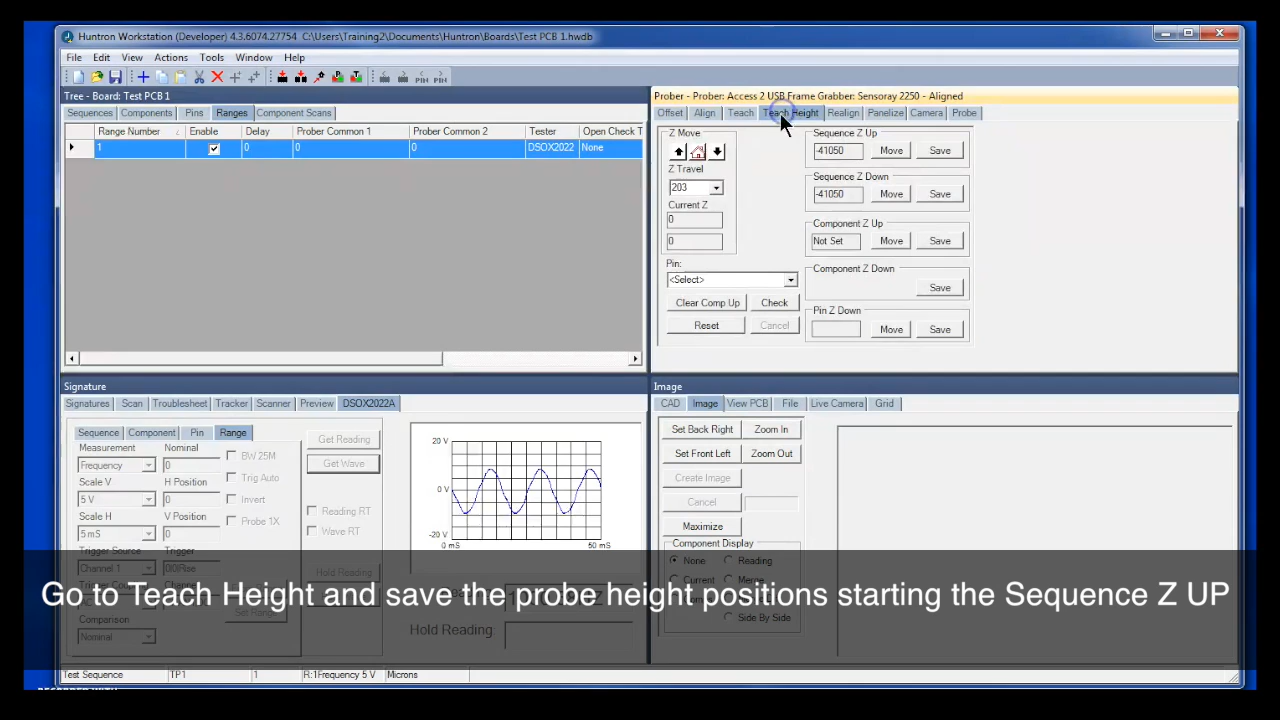 Huntron Workstation (Developer) 4.3.6074.27754 C:\Users\Training2\Documents\Huntron\Boards\Test PCB 1.hwdb
File Edit View Actions Tools Window Help
Tree - Board: Test PCB 1
Sequences Components Pins Ranges Component Scans
Range Number Enable Delay Prober Common 1 Prober Common 2 Tester Open Check T
1 0 0 0 DSOX2022 None
Prober - Prober: Access 2 USB Frame Grabber: Sensoray 2250 - Aligned
Offset Align Teach Teach Height Realign Panelize Camera Probe
Z Move
Z Travel
203
Current Z
0
0
Pin:
<Select>
Clear Comp Up Check
Reset Cancel
Sequence Z Up
-41050 Move Save
Sequence Z Down
-41050 Move Save
Component Z Up
Not Set Move Save
Component Z Down
Save
Pin Z Down
Move Save
Signature
Signatures Scan Troubleshoot Tracker Scanner Preview DSOX2022A
Sequence Component Pin Range
Measurement Nominal
Frequency 0
Scale V H Position
5 V 0
Scale H V Position
5 mS 0
Trigger Source Trigger
Channel 1
Comparison
Nominal
BW 25M
Trig Auto
Invert
Probe 1X
Get Reading
Get Wave
Reading RT
Wave RT
Hold Reading
20 V
0 V
-20 V
0 mS 50 mS
Hold Reading:
Image
CAD Image View PCB File Live Camera Grid
Set Back Right Zoom In
Set Front Left Zoom Out
Create Image
Cancel
Maximize
Component Display
None Reading
Current Merge
Side By Side
Go to Teach Height and save the probe height positions starting the Sequence Z UP
Test Sequence TP1 1 R:1Frequency 5 V Microns